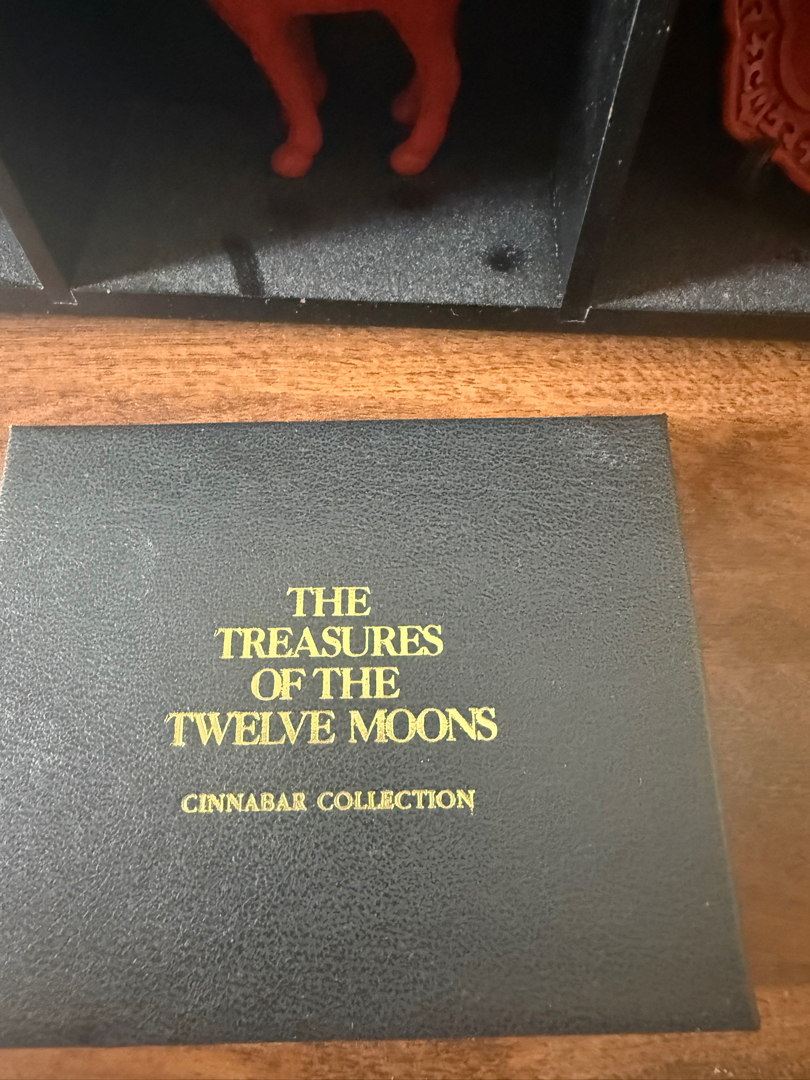 THE
TREASURES
OF THE
TWELVE MOONS
CINNABAR COLLECTION